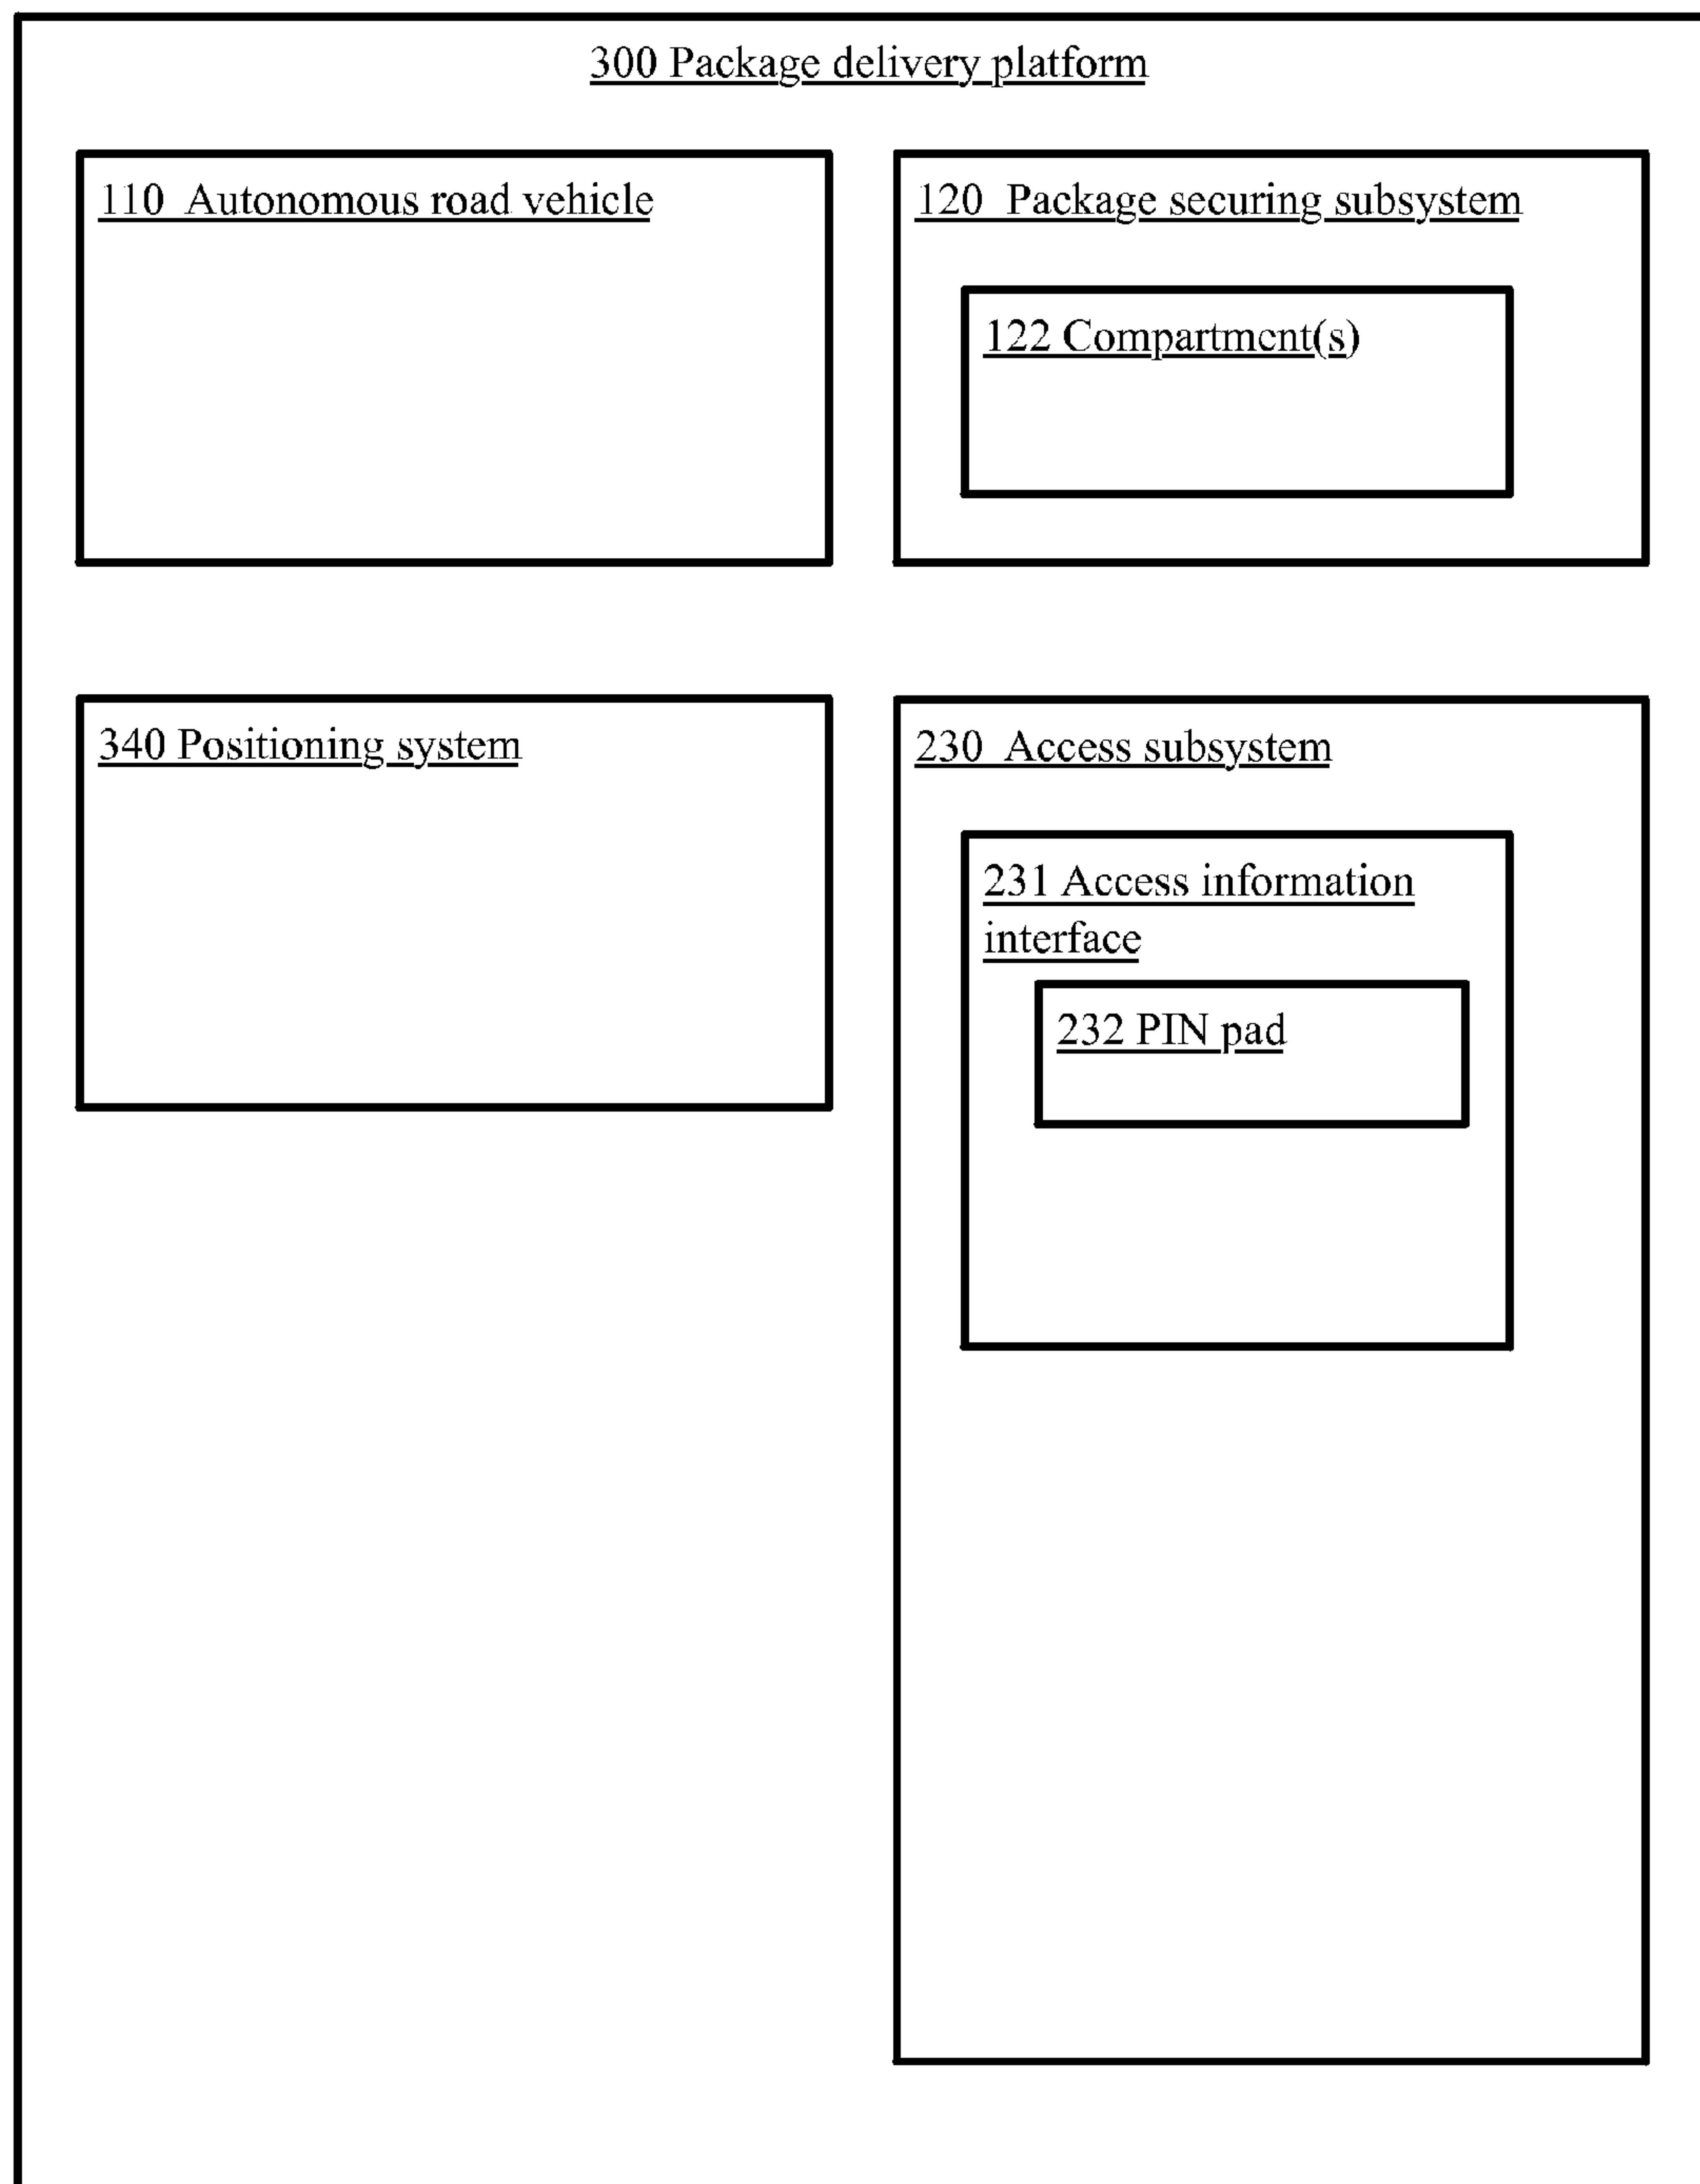 300 Package delivery platform
110 Autonomous road vehicle
120 Package securing subsystem
122 Compartment(s)
340 Positioning system
230 Access subsystem
231 Access information
interface
232 PIN pad